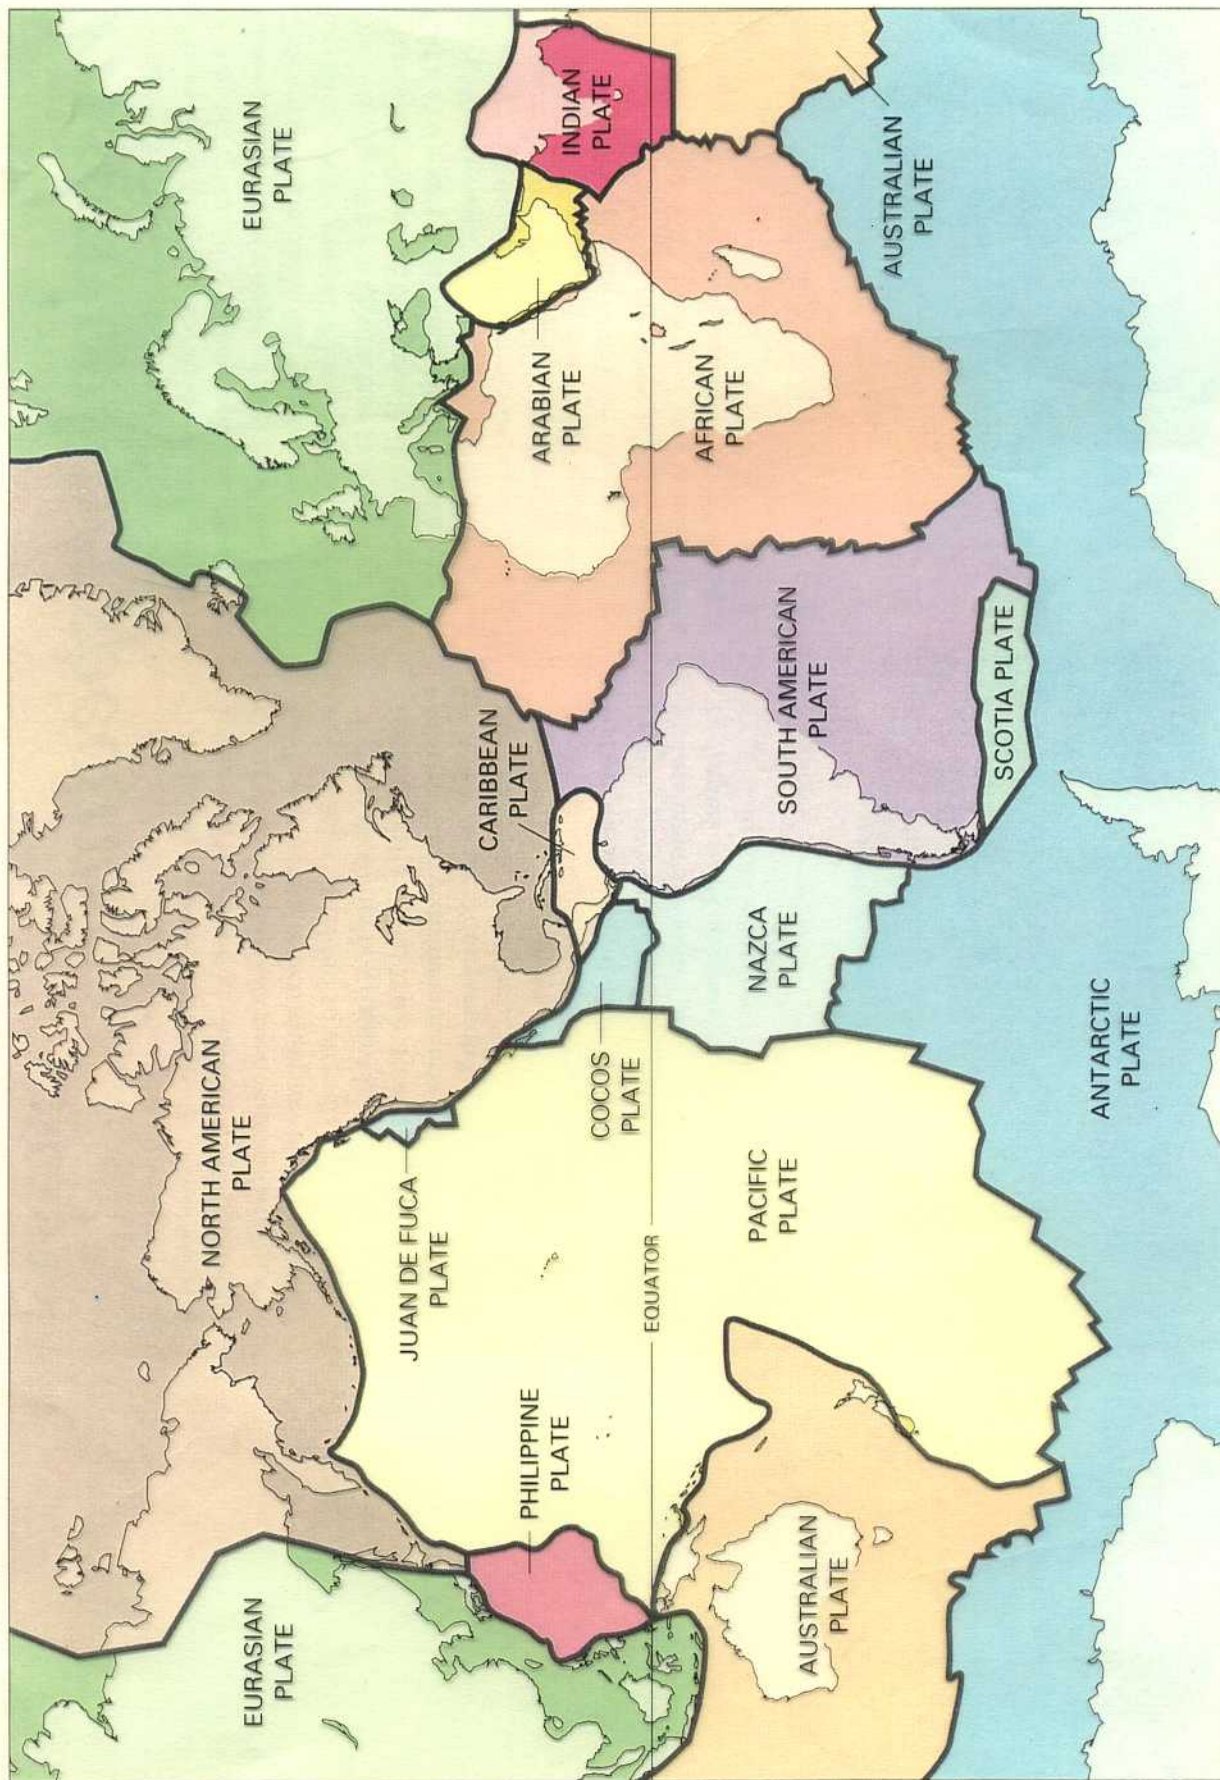 EURASIAN
PLATE
NORTH AMERICAN
PLATE
EURASIAN
PLATE
JUAN DE FUCA
PLATE
CARIBBEAN
PLATE
PHILIPPINE
PLATE
COCOS
PLATE
ARABIAN
PLATE
INDIAN
PLATE
EQUATOR
AUSTRALIAN
PLATE
PACIFIC
PLATE
NAZCA
PLATE
SOUTH AMERICAN
PLATE
AFRICAN
PLATE
AUSTRALIAN
PLATE
SCOTIA PLATE
ANTARCTIC
PLATE